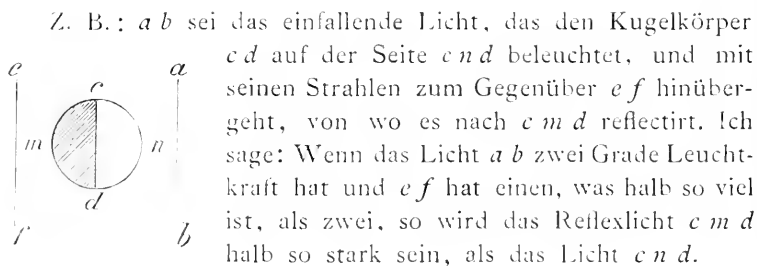 Z. B.: a b sei das einfallende Licht, das den Kugelkörper
c d auf der Seite c n d beleuchtet, und mit
seinen Strahlen zum Gegenüber e f hinüber-
geht, von wo es nach c m d reflectirt. Ich
sage: Wenn das Licht a b zwei Grade Leucht-
kraft hat und e f hat einen, was halb so viel
ist, als zwei, so wird das Reflexlicht c m d
halb so stark sein, als das Licht c n d.
e
a
c
m
n
d
f
b